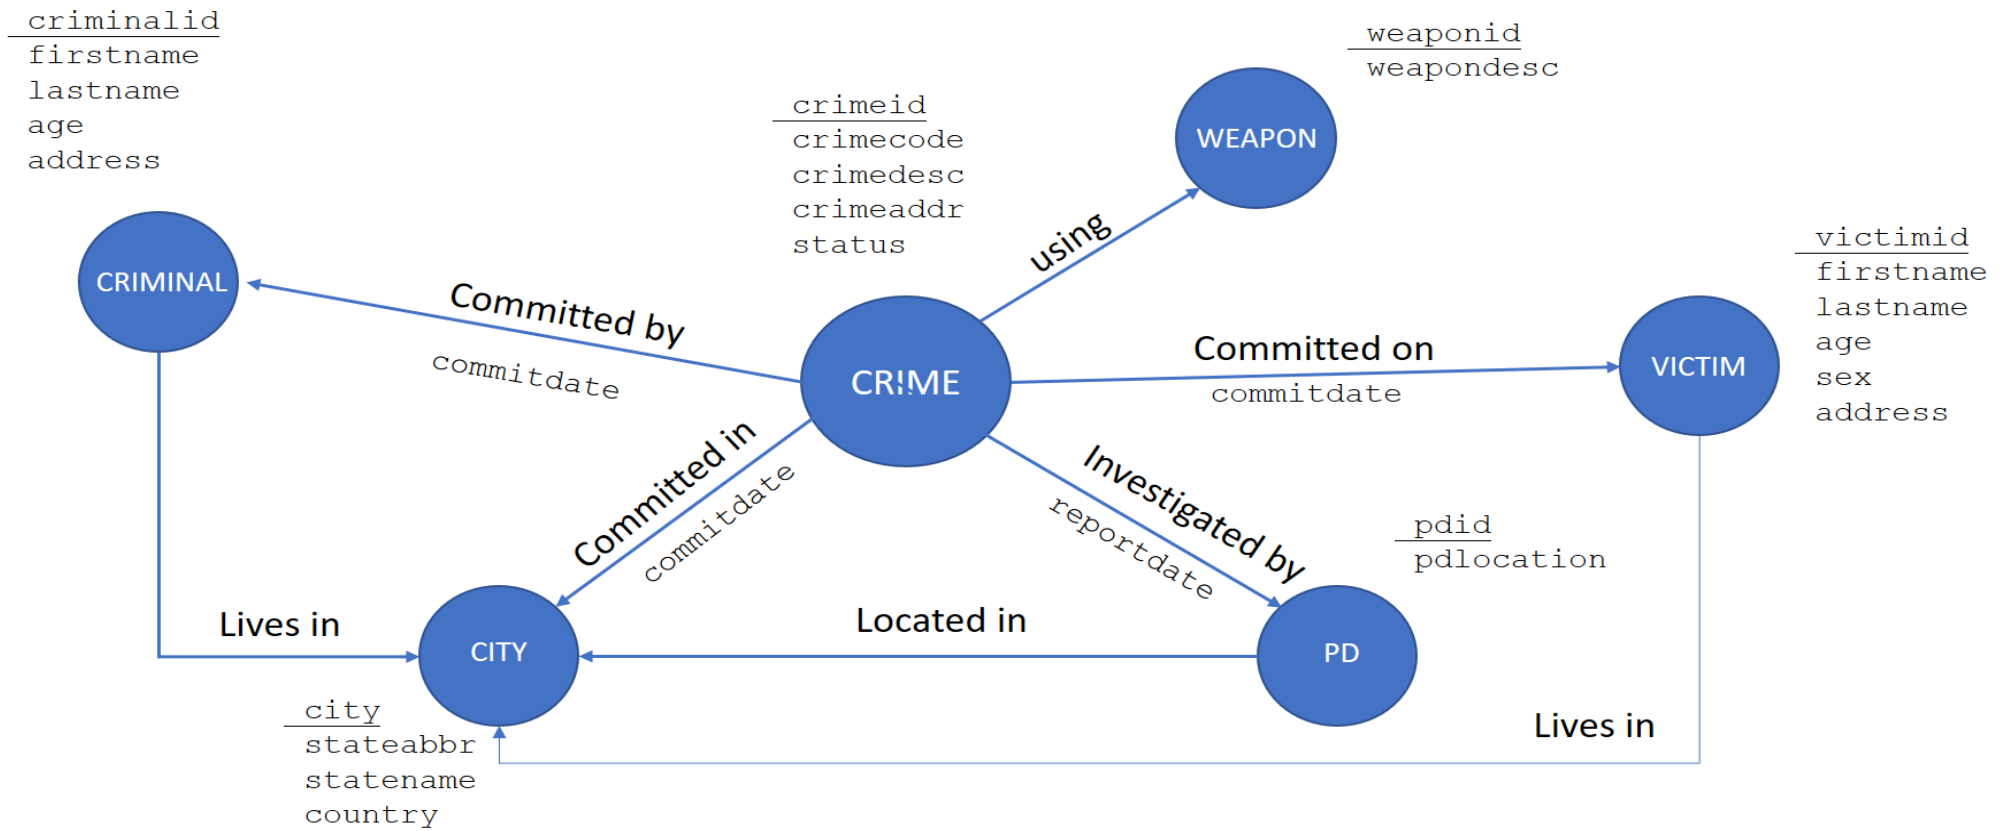 criminalid
firstname
lastname
age
address
weaponid
weapondesc
crimeid
crimecode
crimedesc
crimeaddr
status
WEAPON
using
victimid
firstname
lastname
age
sex
address
CRIMINAL
Committed by
commitdate
CR!ME
Committed on
commitdate
VICTIM
Committed in
commitdate
Investigated by
reportdate
pdid
pdlocation
Lives in
CITY
Located in
PD
city
stateabbr
statename
country
Lives in